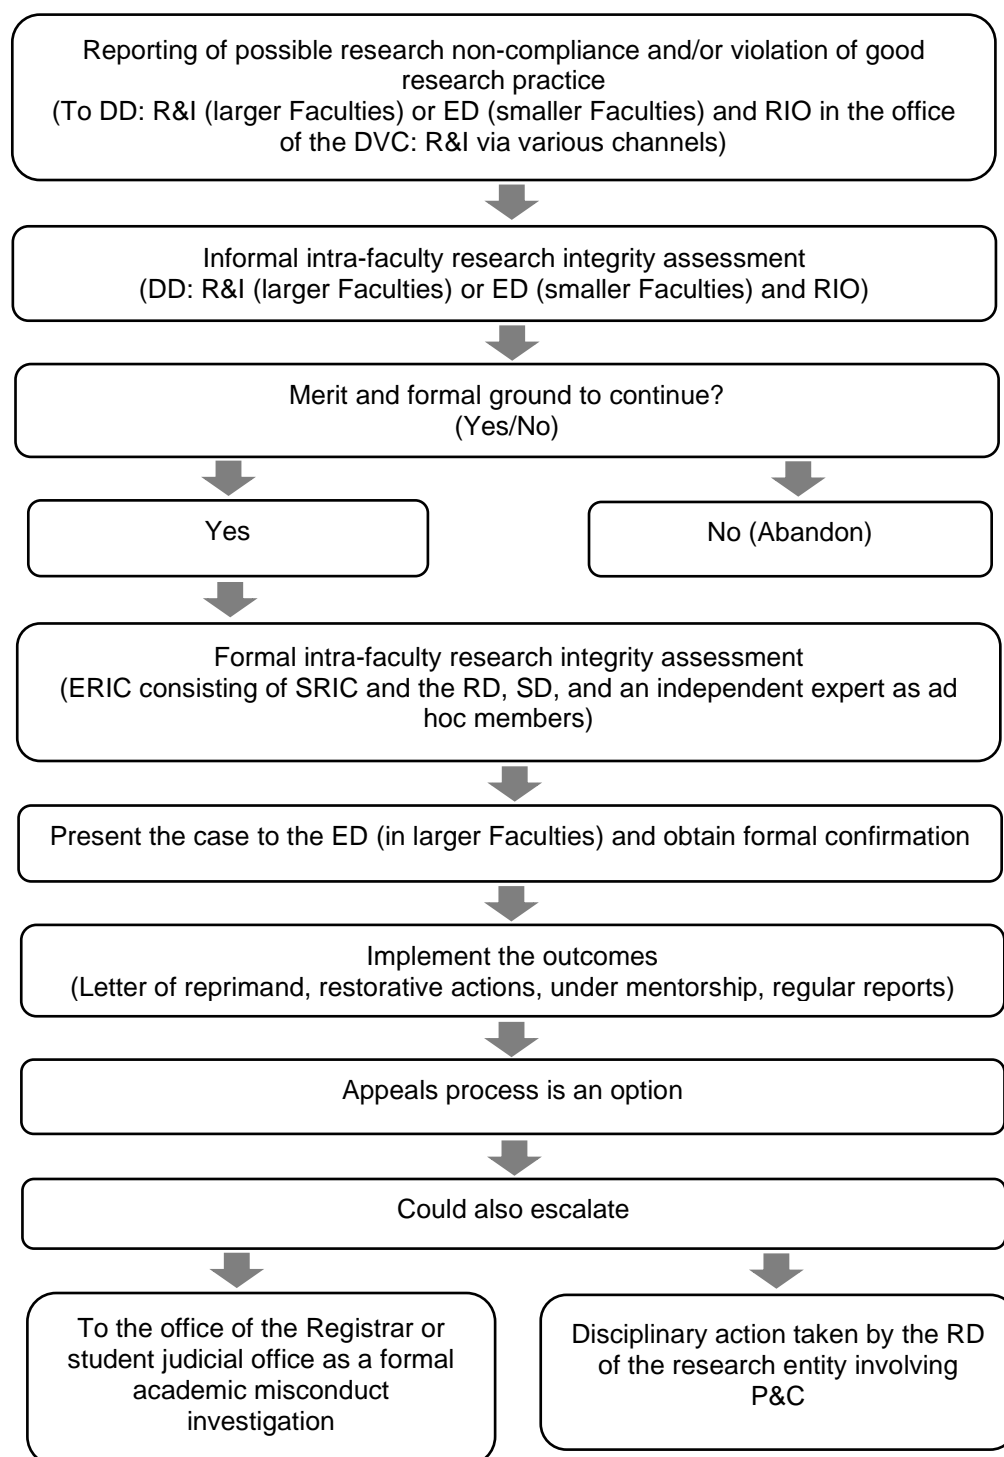 Reporting of possible research non-compliance and/or violation of good
research practice
(To DD: R&I (larger Faculties) or ED (smaller Faculties) and RIO in the office
of the DVC: R&I via various channels)
Informal intra-faculty research integrity assessment
(DD: R&I (larger Faculties) or ED (smaller Faculties) and RIO)
Merit and formal ground to continue?
(Yes/No)
Yes
No (Abandon)
Formal intra-faculty research integrity assessment
(ERIC consisting of SRIC and the RD, SD, and an independent expert as ad
hoc members)
Present the case to the ED (in larger Faculties) and obtain formal confirmation
Implement the outcomes
(Letter of reprimand, restorative actions, under mentorship, regular reports)
Appeals process is an option
Could also escalate
To the office of the Registrar or
student judicial office as a formal
academic misconduct
investigation
Disciplinary action taken by the RD
of the research entity involving
P&C